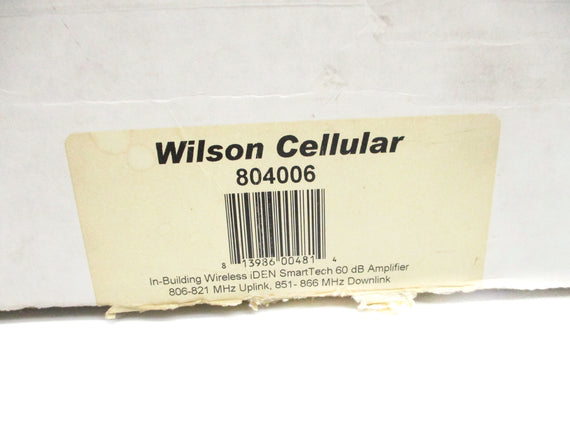 Wilson Cellular
804006
8 13986 00481 4
In-Building Wireless iDEN SmartTech 60 dB Amplifier
806-821 MHz Uplink, 851- 866 MHz Downlink